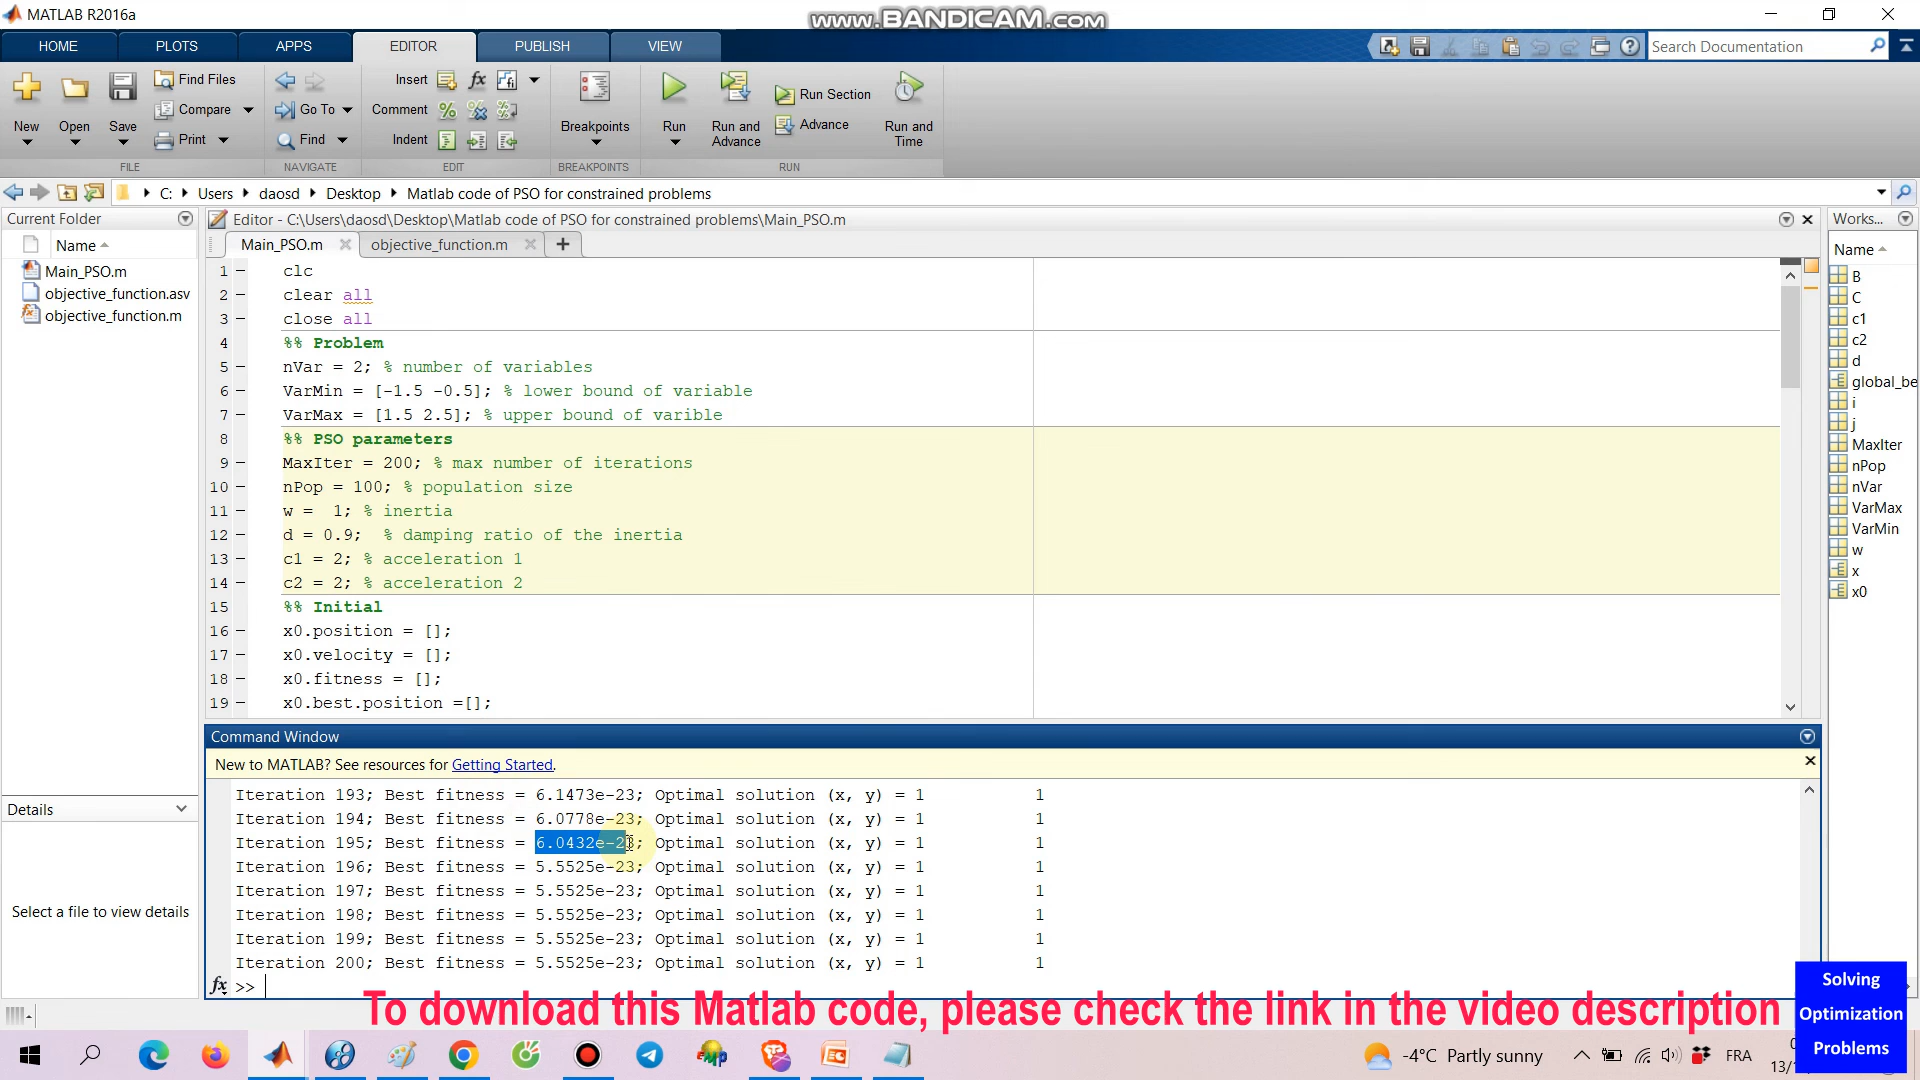 MATLAB R2016a
www.BANDICAM.com
HOME PLOTS APPS EDITOR PUBLISH VIEW
Search Documentation
New Open Save
Find Files
Compare
Print
FILE
Go To
Find
NAVIGATE
Insert
Comment
Indent
EDIT
Breakpoints
BREAKPOINTS
Run
Run and Advance
Run Section
Advance
Run and Time
RUN
C: Users daosd Desktop Matlab code of PSO for constrained problems
Current Folder
Name
Main_PSO.m
objective_function.asv
objective_function.m
Details
Select a file to view details
Editor - C:\Users\daosd\Desktop\Matlab code of PSO for constrained problems\Main_PSO.m
Main_PSO.m objective_function.m
1 clc
2 clear all
3 close all
4 %% Problem
5 nVar = 2; % number of variables
6 VarMin = [-1.5 -0.5]; % lower bound of variable
7 VarMax = [1.5 2.5]; % upper bound of varible
8 %% PSO parameters
9 MaxIter = 200; % max number of iterations
10 nPop = 100; % population size
11 w =  1; % inertia
12 d = 0.9;  % damping ratio of the inertia
13 c1 = 2; % acceleration 1
14 c2 = 2; % acceleration 2
15 %% Initial
16 x0.position = [];
17 x0.velocity = [];
18 x0.fitness = [];
19 x0.best.position =[];
Command Window
New to MATLAB? See resources for Getting Started.
Iteration 193; Best fitness = 6.1473e-23; Optimal solution (x, y) = 1 1
Iteration 194; Best fitness = 6.0778e-23; Optimal solution (x, y) = 1 1
Iteration 195; Best fitness = 6.0432e-23; Optimal solution (x, y) = 1 1
Iteration 196; Best fitness = 5.5525e-23; Optimal solution (x, y) = 1 1
Iteration 197; Best fitness = 5.5525e-23; Optimal solution (x, y) = 1 1
Iteration 198; Best fitness = 5.5525e-23; Optimal solution (x, y) = 1 1
Iteration 199; Best fitness = 5.5525e-23; Optimal solution (x, y) = 1 1
Iteration 200; Best fitness = 5.5525e-23; Optimal solution (x, y) = 1 1
fx >>
Works...
Name
B
C
c1
c2
d
global_be
i
j
MaxIter
nPop
nVar
VarMax
VarMin
w
x
x0
To download this Matlab code, please check the link in the video description
Solving
Optimization
Problems
-4°C Partly sunny
FRA
13/